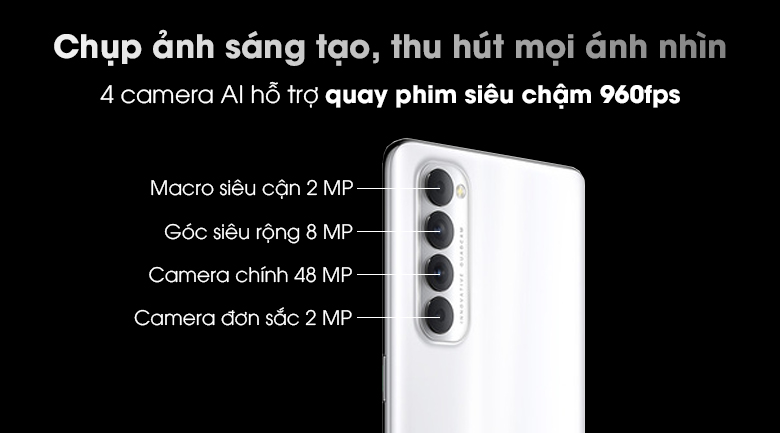 Chụp ảnh sáng tạo, thu hút mọi ánh nhìn
4 camera AI hỗ trợ quay phim siêu chậm 960fps
Macro siêu cận 2 MP
Góc siêu rộng 8 MP
Camera chính 48 MP
Camera đơn sắc 2 MP
INNOVATIVE QUADCAM